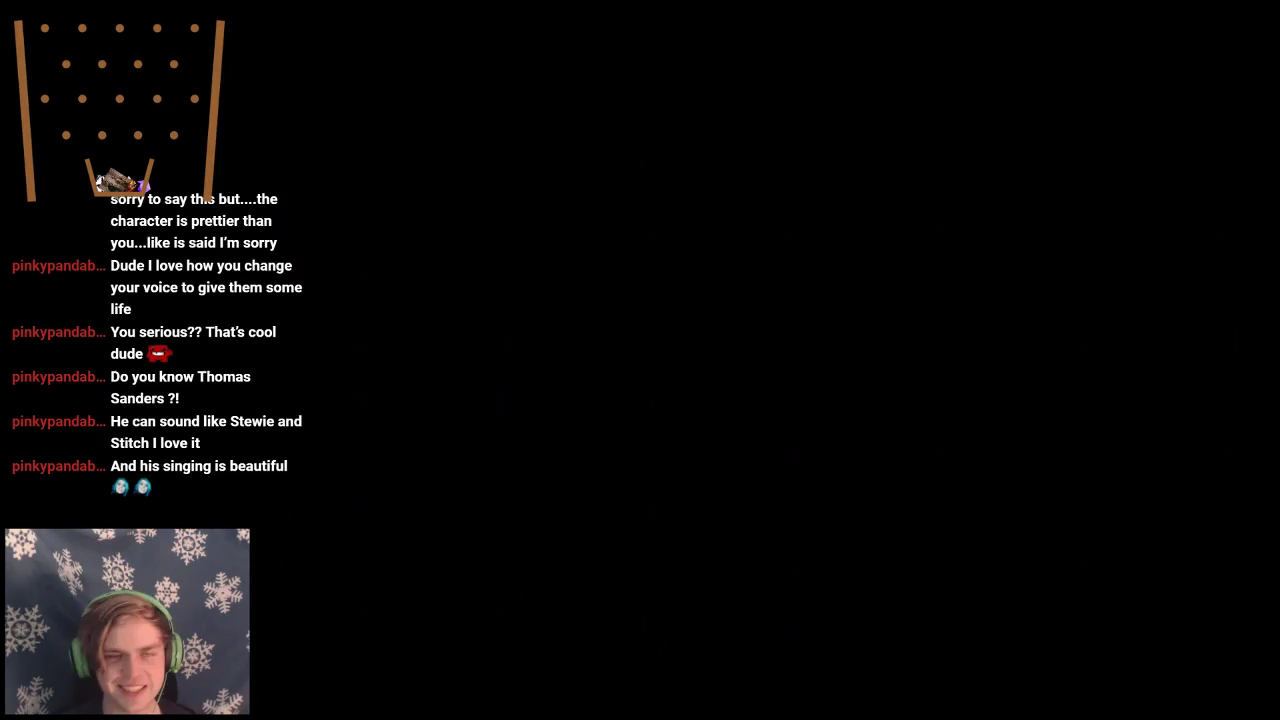 sorry to say this but....the
character is prettier than
you...like is said I'm sorry
pinkypandab... Dude I love how you change
your voice to give them some
life
pinkypandab... You serious?? That's cool
dude
pinkypandab... Do you know Thomas
Sanders ?!
pinkypandab... He can sound like Stewie and
Stitch I love it
pinkypandab... And his singing is beautiful